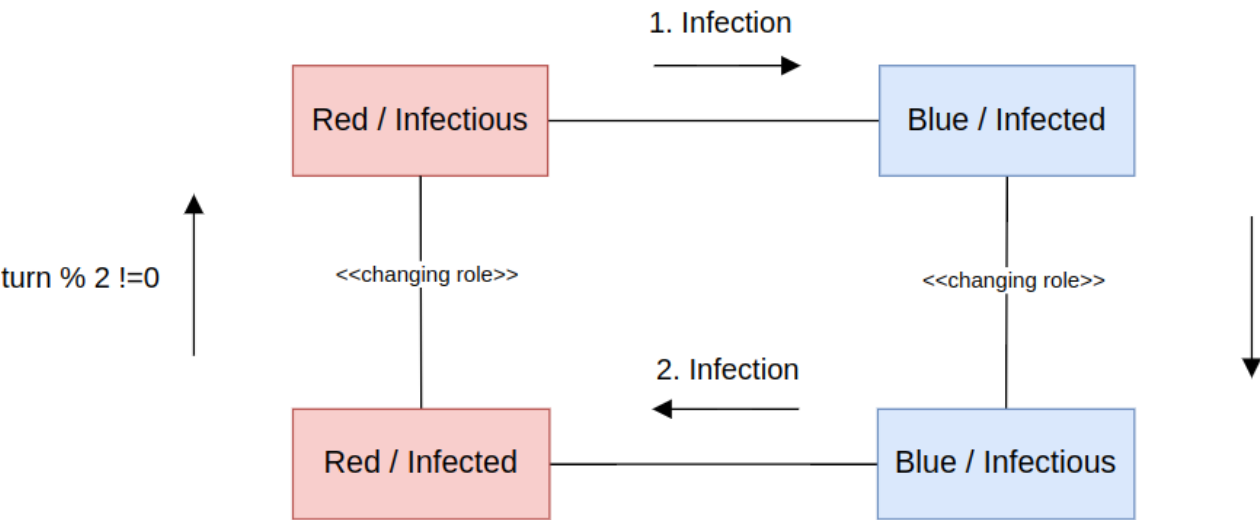 1. Infection
Red / Infectious
Blue / Infected
turn % 2 !=0
<<changing role>>
<<changing role>>
2. Infection
Red / Infected
Blue / Infectious